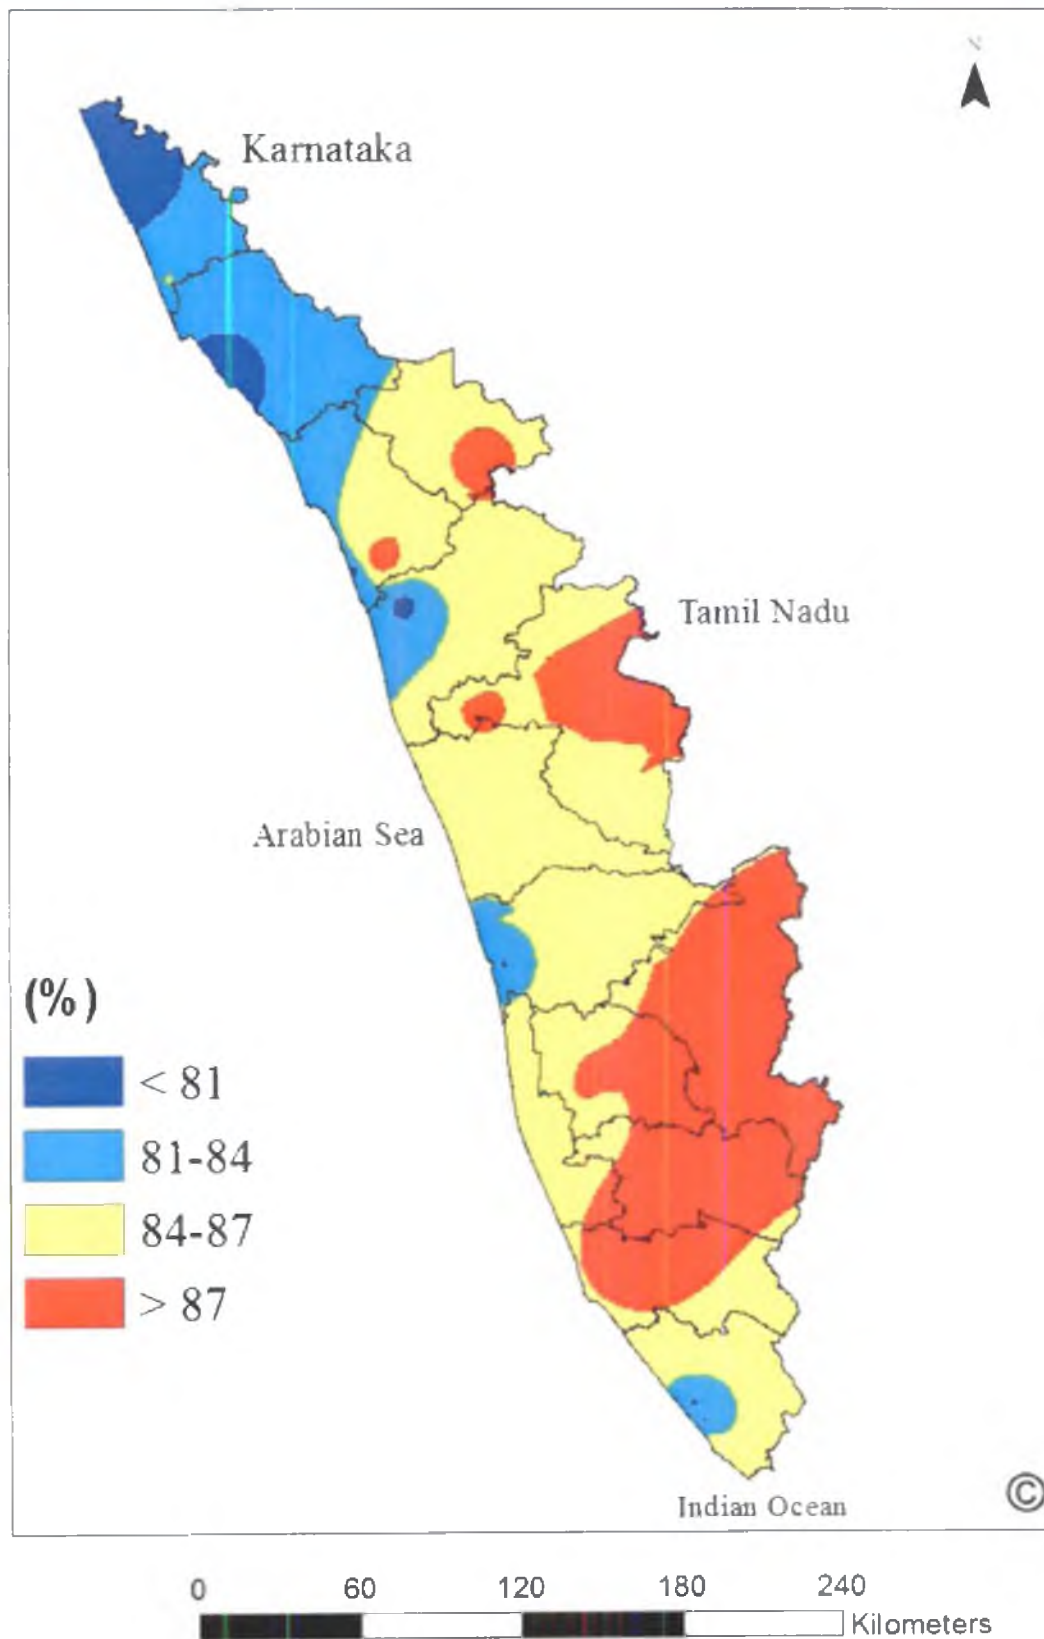 Karnataka
Tamil Nadu
Arabian Sea
(%)
< 81
81-84
84-87
> 87
Indian Ocean
©
0 60 120 180 240
Kilometers